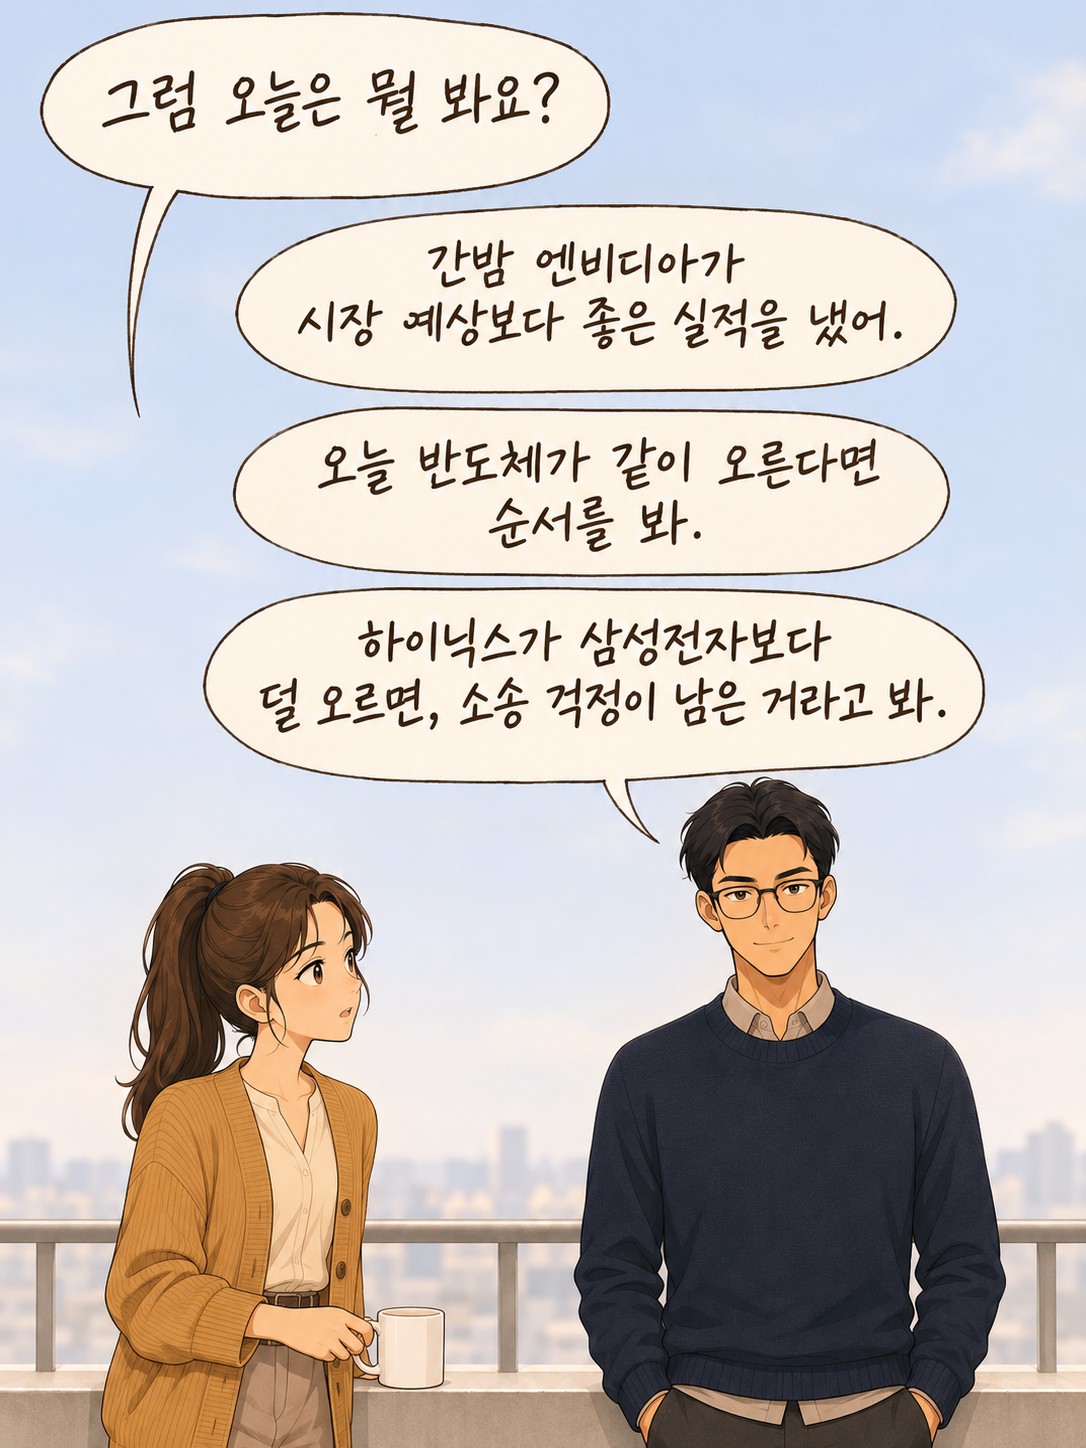 그럼 오늘은 뭘 봐요?
간밤 엔비디아가
시장 예상보다 좋은 실적을 냈어.
오늘 반도체가 같이 오른다면
순서를 봐.
하이닉스가 삼성전자보다
덜 오르면, 소송 걱정이 남은 거라고 봐.